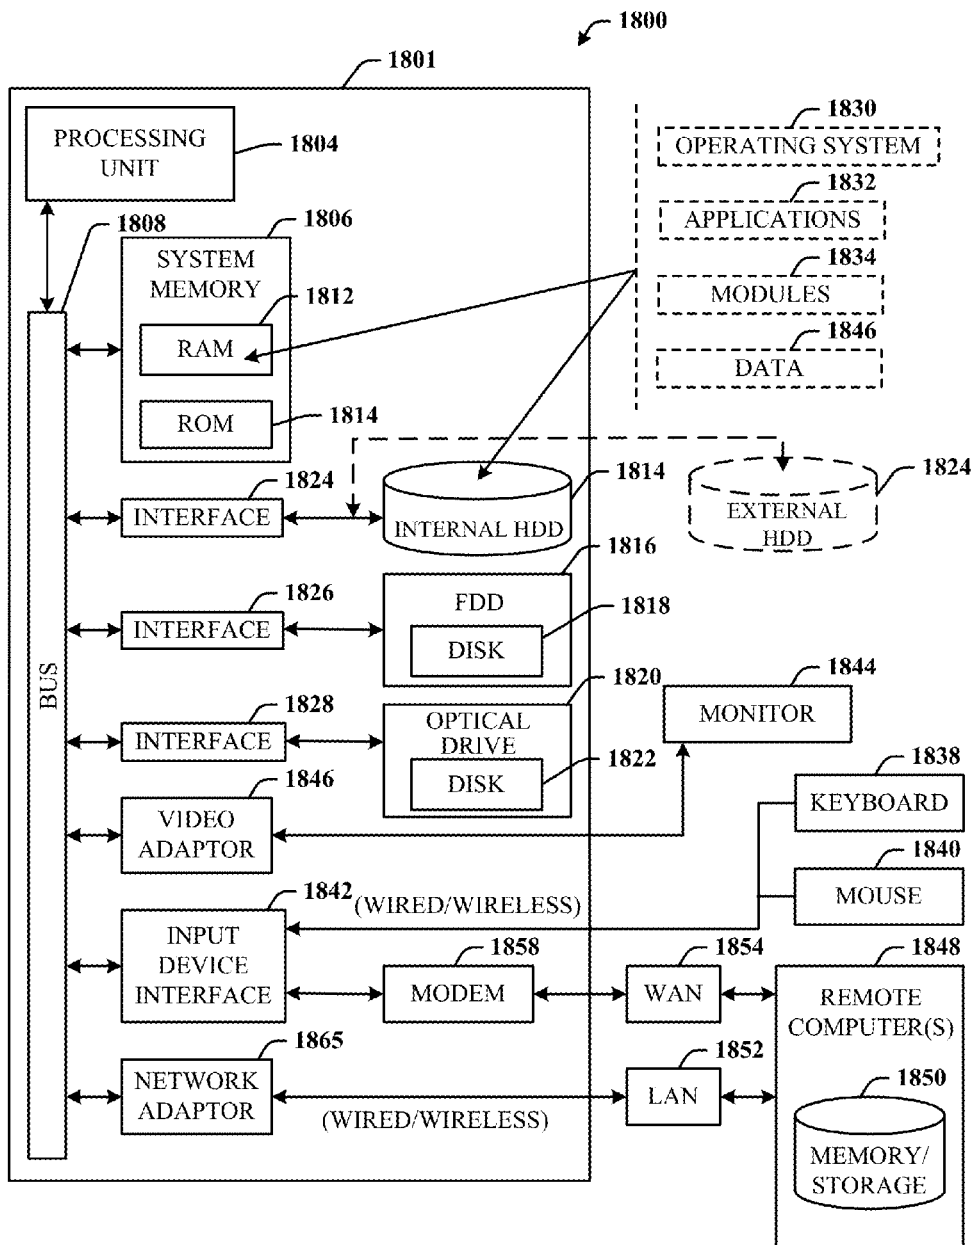 1800
1801
PROCESSING
UNIT
1804
1808
1806
SYSTEM
MEMORY
1812
RAM
ROM
1814
1830
OPERATING SYSTEM
1832
APPLICATIONS
1834
MODULES
1846
DATA
BUS
1824
INTERFACE
1814
INTERNAL HDD
1824
EXTERNAL
HDD
1826
INTERFACE
1816
FDD
1818
DISK
1828
INTERFACE
1820
OPTICAL
DRIVE
1822
DISK
1844
MONITOR
1846
VIDEO
ADAPTOR
1838
KEYBOARD
1840
MOUSE
1842
INPUT
DEVICE
INTERFACE
(WIRED/WIRELESS)
1858
MODEM
1854
WAN
1848
REMOTE
COMPUTER(S)
1865
NETWORK
ADAPTOR
(WIRED/WIRELESS)
1852
LAN
1850
MEMORY/
STORAGE